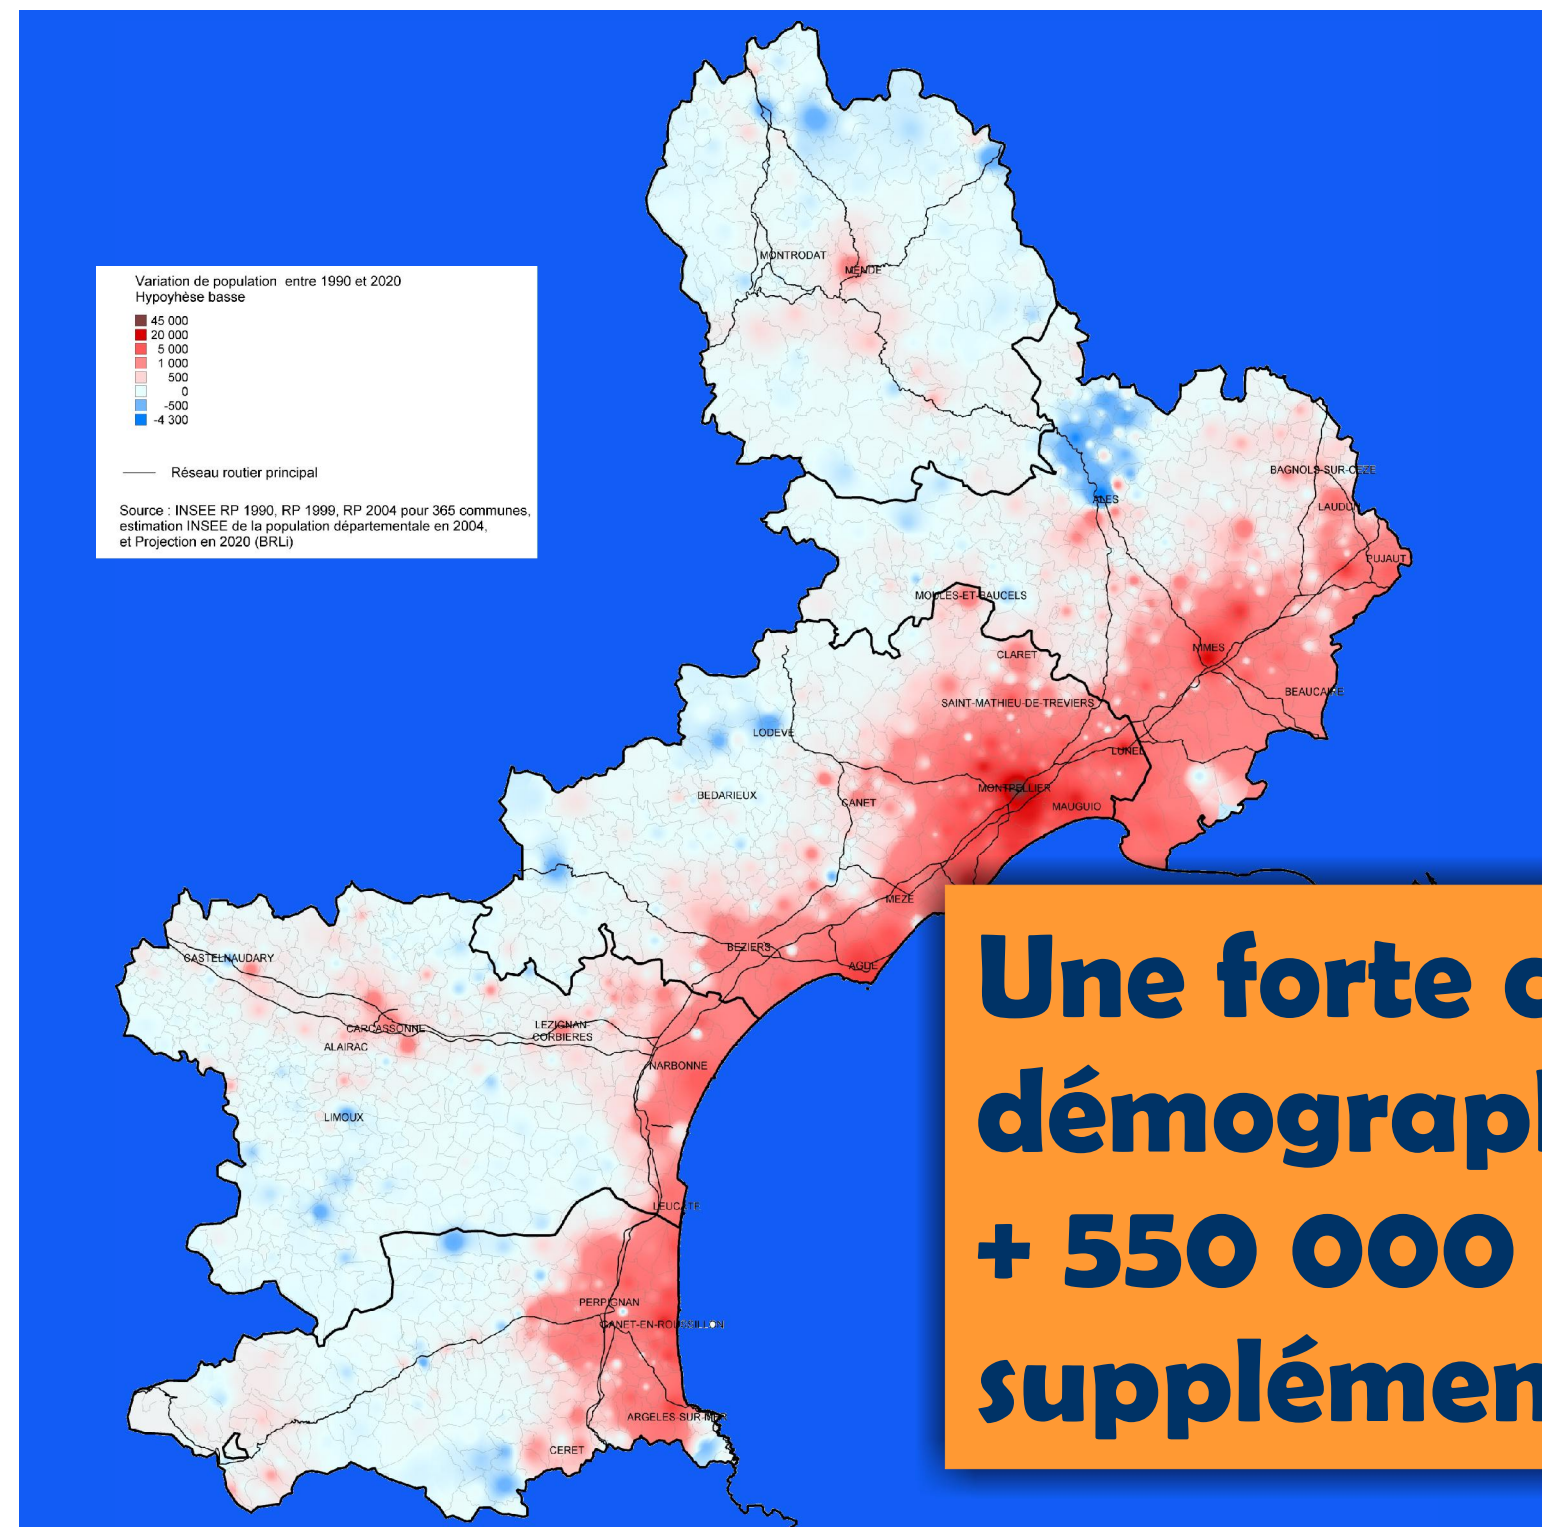 Variation de population entre 1990 et 2020
Hypoyhèse basse
45 000
20 000
5 000
1 000
500
0
-500
-4 300
Réseau routier principal
Source : INSEE RP 1990, RP 1999, RP 2004 pour 365 communes,
estimation INSEE de la population départementale en 2004,
et Projection en 2020 (BRLi)
MONTRODAT
MENDE
BAGNOLS-SUR-CEZE
ALES
LAUDUN
PUJAUT
MOULES-ET-BAUCELS
NIMES
CLARET
BEAUCAIRE
SAINT-MATHIEU-DE-TREVIERS
LODEVE
LUNEL
MONTPELLIER
BEDARIEUX
CANET
MAUGUIO
MEZE
BEZIERS
AGDE
CASTELNAUDARY
CARCASSONNE
LEZIGNAN-
CORBIERES
ALAIRAC
NARBONNE
LIMOUX
LEUCATE
PERPIGNAN
CANET-EN-ROUSSILLON
ARGELES-SUR-MER
CERET
Une forte
démograp
+ 550 000
supplémen